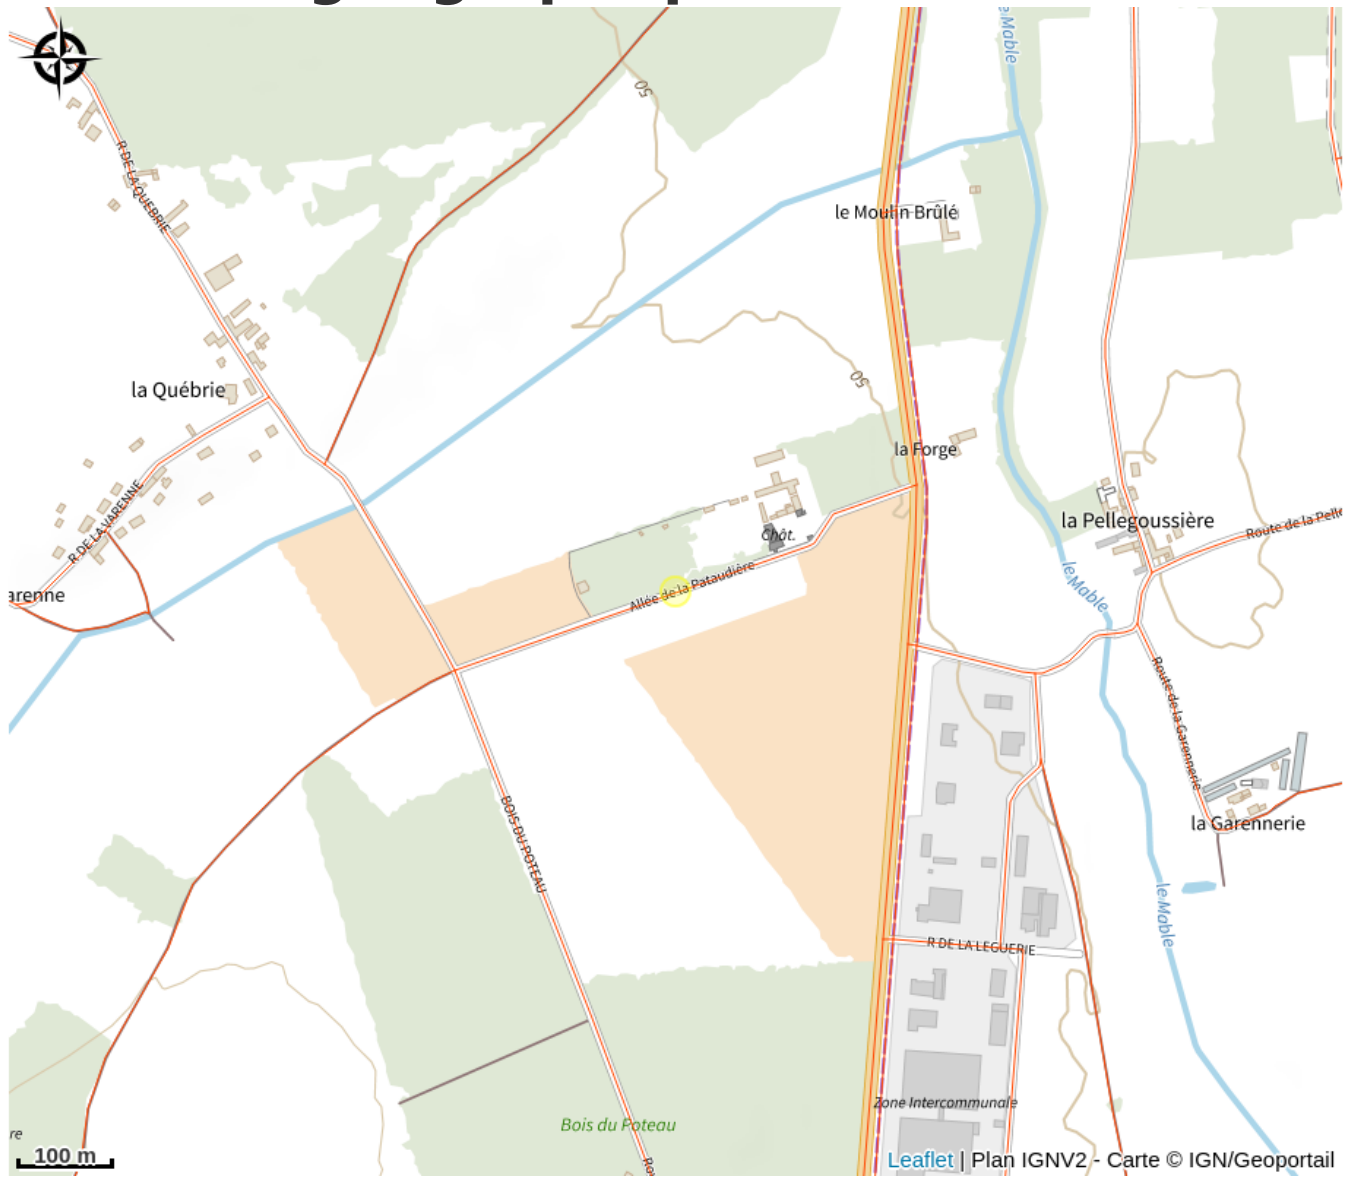 le Mable
50
R DE LA QUEBRIE
le Moulin Brûlé
50
la Québrie
la Forge
R DE LA VARENNE
Chât.
la Pellegoussière
Route de la Pelle
Allée de la Pataudière
le Mable
arenne
Route de la Garennerie
BOIS DU POTEAU
la Garennerie
le Mable
R DE LA LEGUERIE
Zone Intercommunale
Bois du Poteau
re
100 m
Leaflet | Plan IGNV2 - Carte © IGN/Geoportail